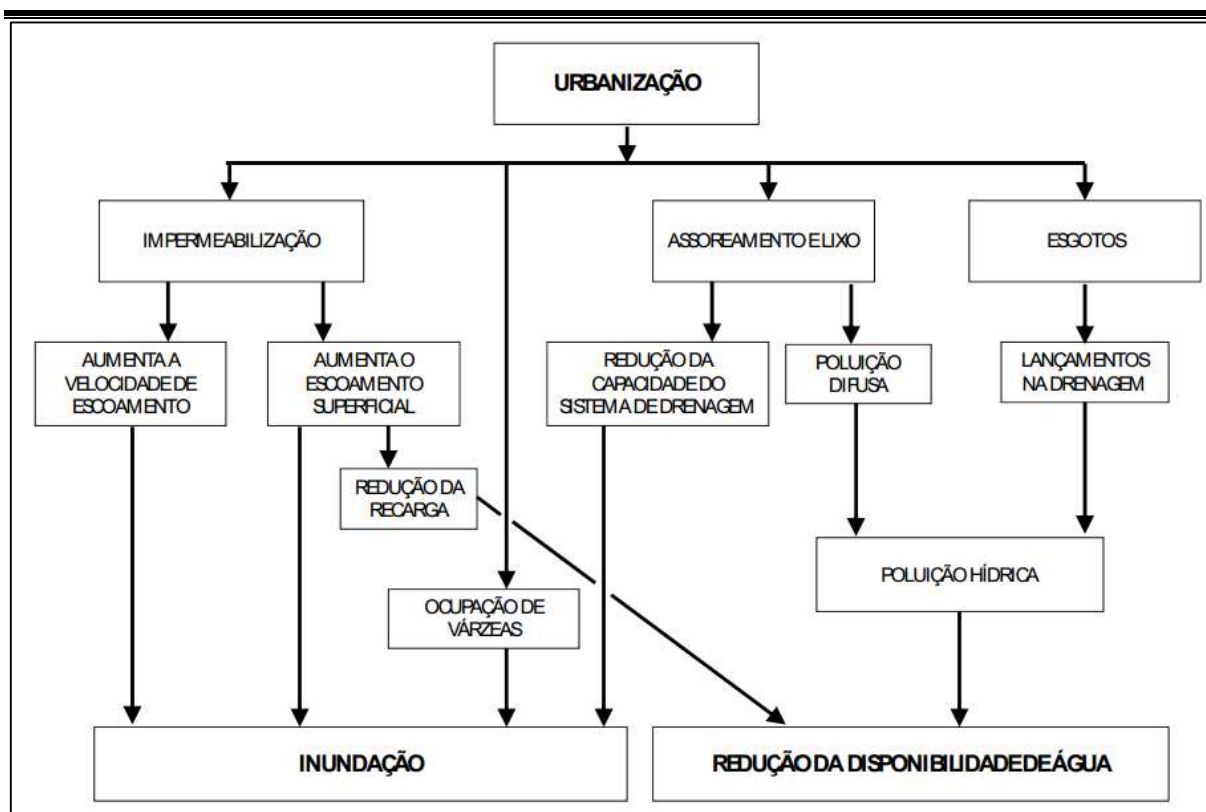 URBANIZAÇÃO
IMPERMEABILIZAÇÃO
ASSOREAMENTO E LIXO
ESGOTOS
AUMENTA A
VELOCIDADE DE
ESCOAMENTO
AUMENTA O
ESCOAMENTO
SUPERFICIAL
REDUÇÃO DA
CAPACIDADE DO
SISTEMA DE DRENAGEM
POLUIÇÃO
DIFUSA
LANÇAMENTOS
NA DRENAGEM
REDUÇÃO DA
RECARGA
POLUIÇÃO HÍDRICA
OCUPAÇÃO DE
VÁRZEAS
INUNDAÇÃO
REDUÇÃO DA DISPONIBILIDADE DE ÁGUA